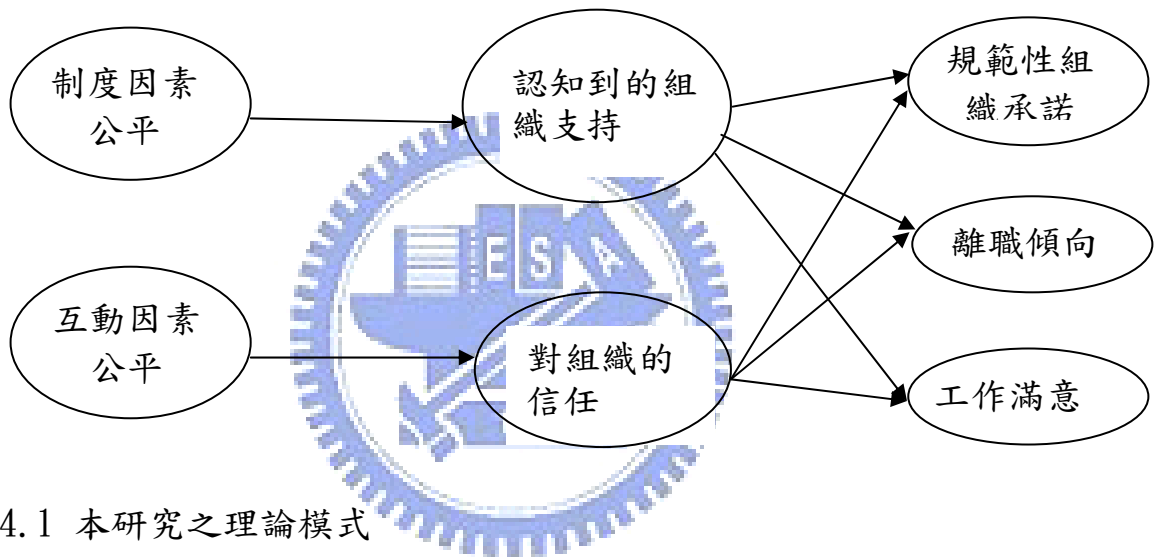 制度因素
公平
認知到的組
織支持
規範性組
織承諾
離職傾向
互動因素
公平
對組織的
信任
工作滿意
ESA
4.1 本研究之理論模式